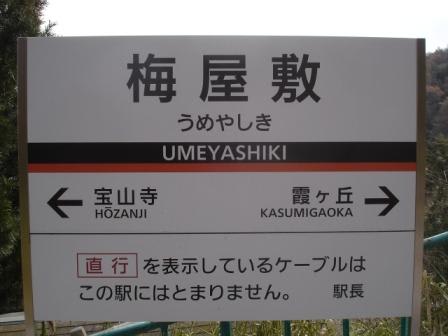 梅屋敷
うめやしき
UMEYASHIKI
← 宝山寺 霞ヶ丘 →
HŌZANJI KASUMIGAOKA
直行 を表示しているケーブルは
この駅にはとまりません。 駅長